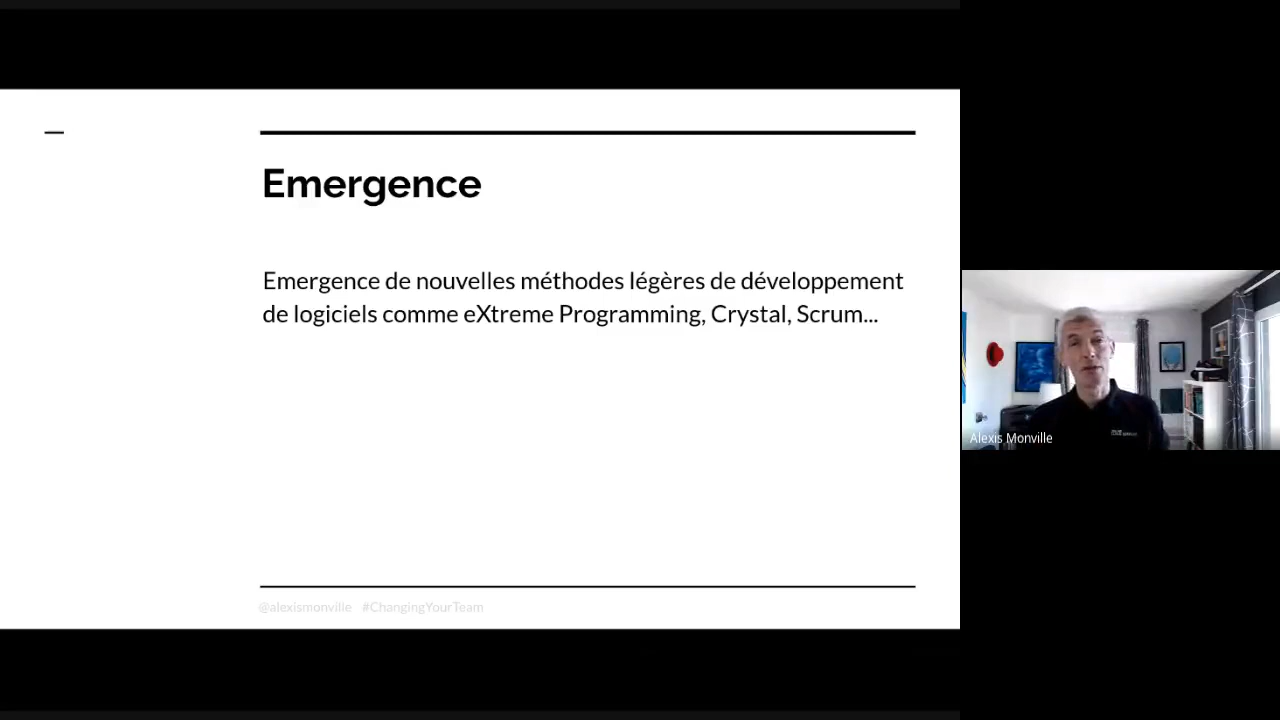 Emergence
Emergence de nouvelles méthodes légères de développement
de logiciels comme eXtreme Programming, Crystal, Scrum...
@alexismonville #ChangingYourTeam
Alexis Monville